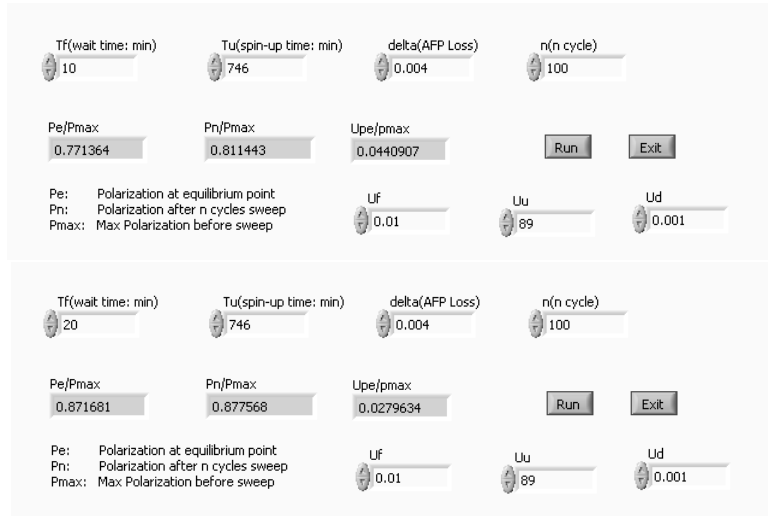 Tf(wait time: min) Tu(spin-up time: min) delta(AFP Loss) n(n cycle)
10 746 0.004 100
Pe/Pmax Pn/Pmax Upe/pmax
0.771364 0.811443 0.0440907 Run Exit
Pe: Polarization at equilibrium point
Pn: Polarization after n cycles sweep
Pmax: Max Polarization before sweep
Uf Uu Ud
0.01 89 0.001
Tf(wait time: min) Tu(spin-up time: min) delta(AFP Loss) n(n cycle)
20 746 0.004 100
Pe/Pmax Pn/Pmax Upe/pmax
0.871681 0.877568 0.0279634 Run Exit
Pe: Polarization at equilibrium point
Pn: Polarization after n cycles sweep
Pmax: Max Polarization before sweep
Uf Uu Ud
0.01 89 0.001